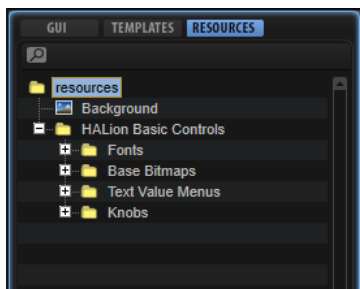 GUI TEMPLATES RESOURCES
resources
Background
HALion Basic Controls
Fonts
Base Bitmaps
Text Value Menus
Knobs